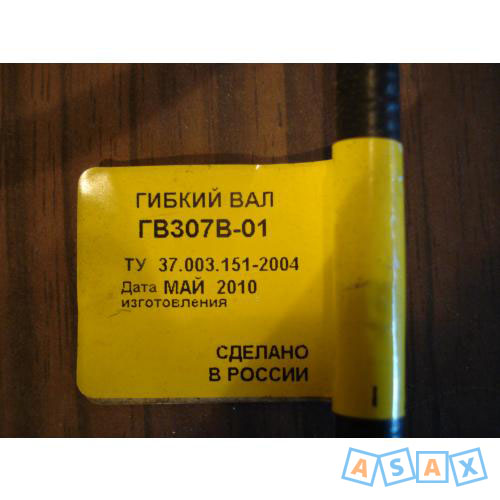 ГИБКИЙ ВАЛ
ГВ307В-01
ТУ 37.003.151-2004
Дата МАЙ 2010
изготовления
СДЕЛАНО
В РОССИИ
ASAX